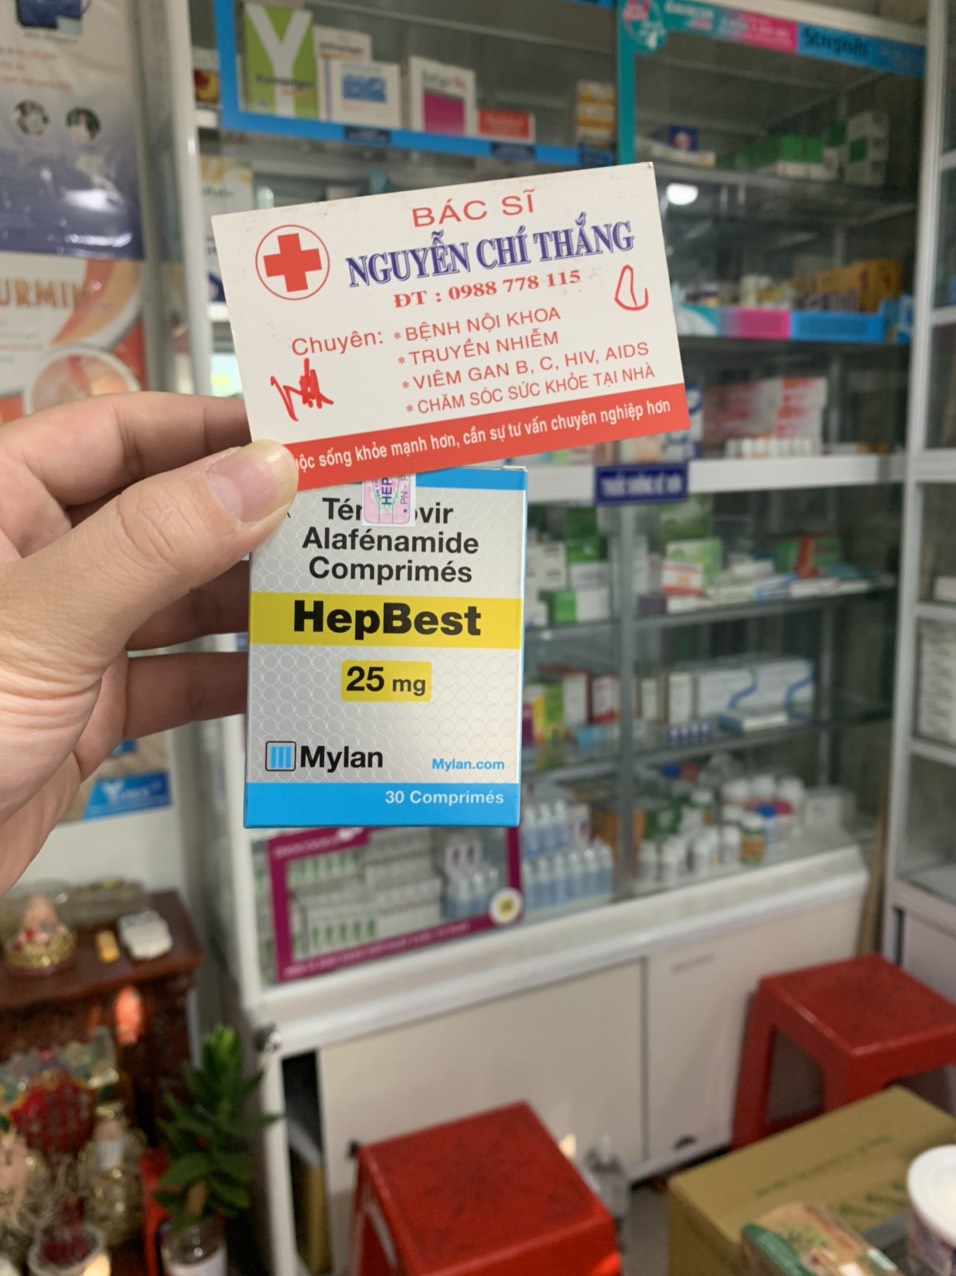 BÁC SĨ
NGUYỄN CHÍ THẮNG
ĐT : 0988 778 115
Chuyên: * BỆNH NỘI KHOA
* TRUYỀN NHIỄM
* VIÊM GAN B, C, HIV, AIDS
* CHĂM SÓC SỨC KHỎE TẠI NHÀ
sống khỏe mạnh hơn, cần sự tư vấn chuyên nghiệp hơn
HEP
Alafénamide
Comprimés
HepBest
25 mg
Mylan
Mylan.com
30 Comprimés
Strepsils